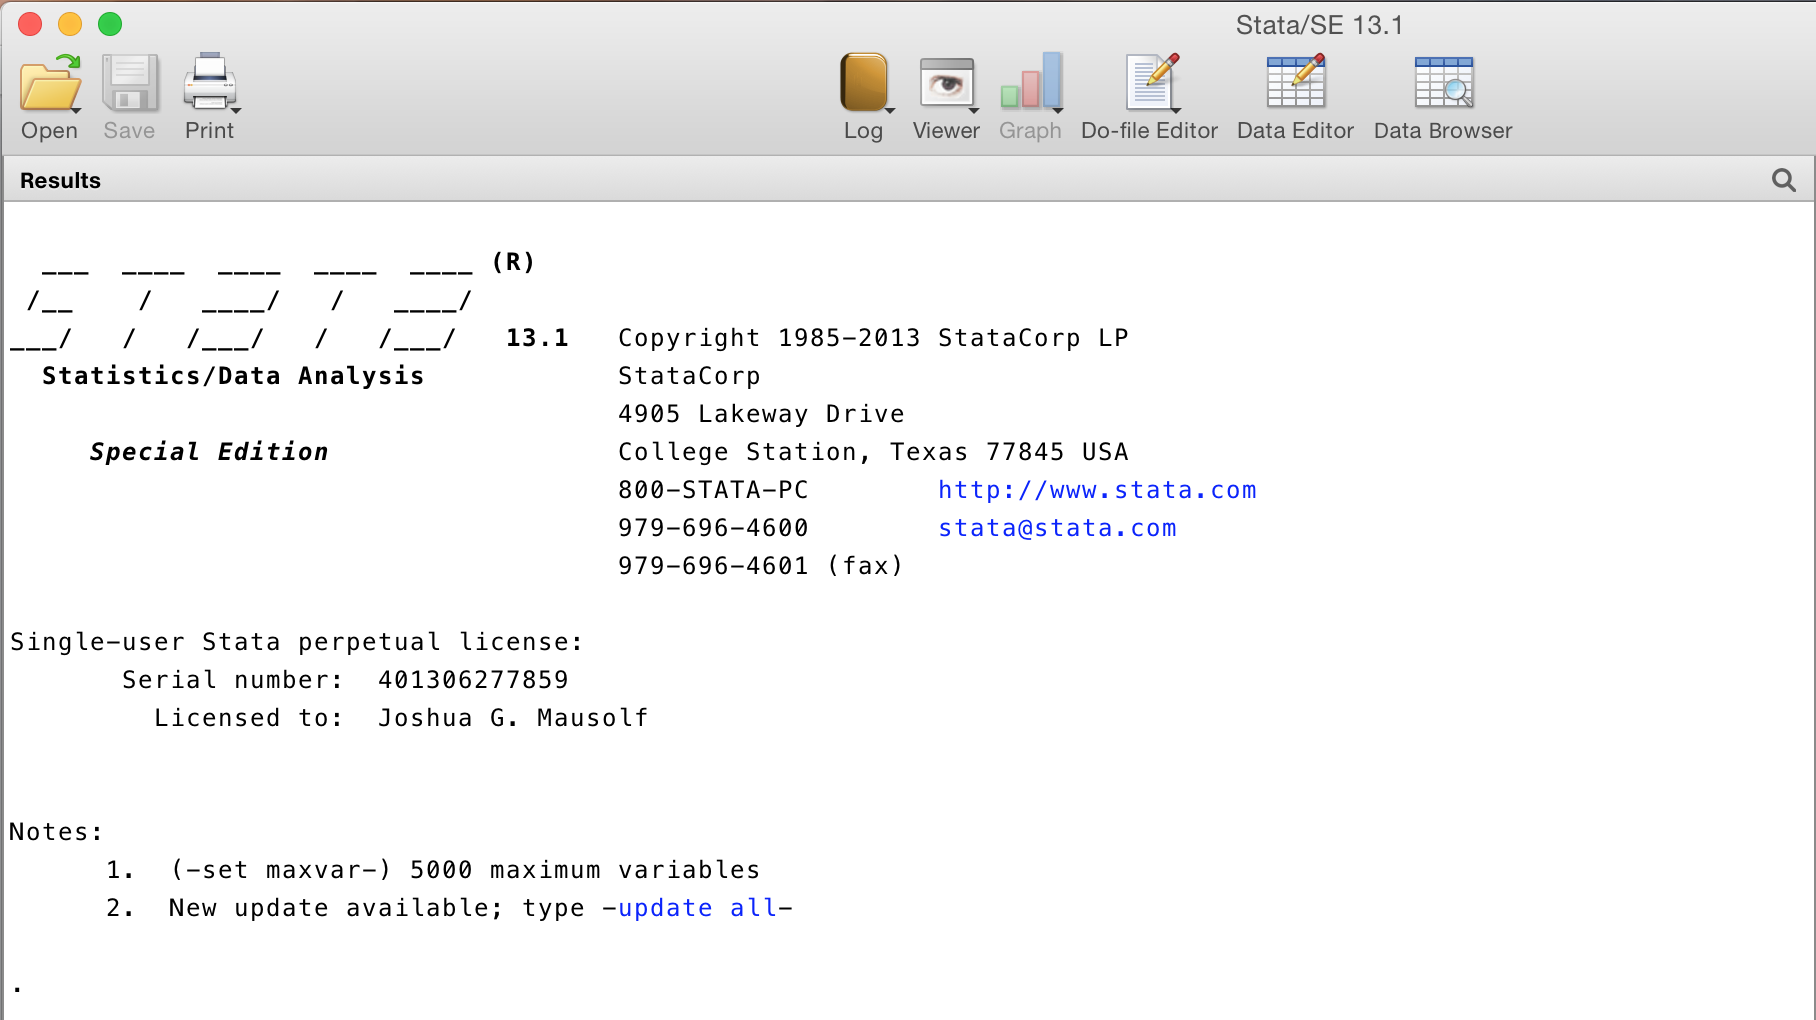 Stata/SE 13.1
Open Save Print Log Viewer Graph Do-file Editor Data Editor Data Browser
Results
  ___  ____  ____  ____  ____ (R)
 /__    /   ____/   /   ____/
___/   /   /___/   /   /___/   13.1   Copyright 1985-2013 StataCorp LP
  Statistics/Data Analysis            StataCorp
                                      4905 Lakeway Drive
     Special Edition                  College Station, Texas 77845 USA
                                      800-STATA-PC        http://www.stata.com
                                      979-696-4600        stata@stata.com
                                      979-696-4601 (fax)
Single-user Stata perpetual license:
       Serial number:  401306277859
         Licensed to:  Joshua G. Mausolf
Notes:
      1.  (-set maxvar-) 5000 maximum variables
      2.  New update available; type -update all-
.